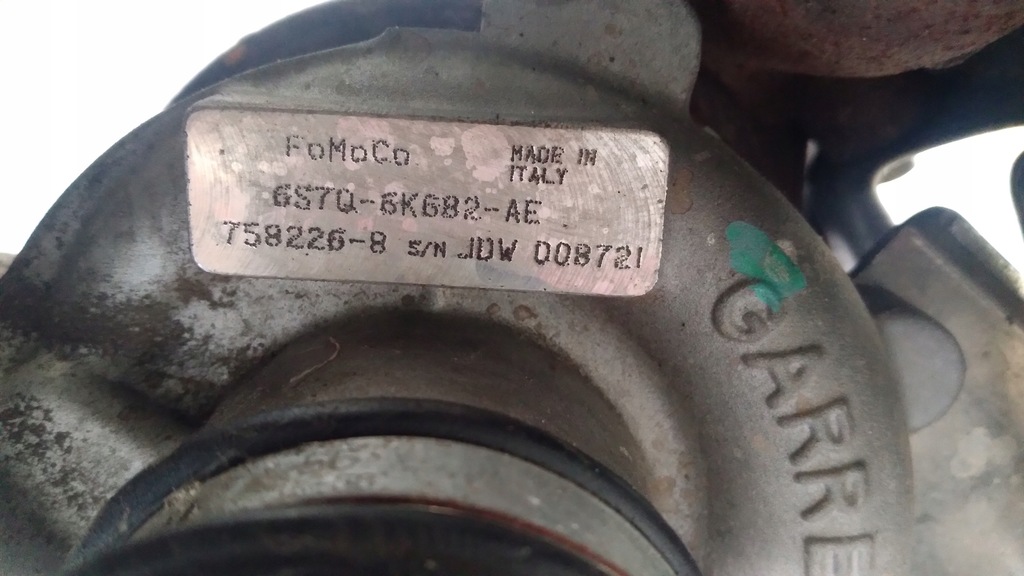 FoMoCo
MADE IN
ITALY
6S7Q-6K682-AE
758226-8 S/N JDW 008721
GARRE